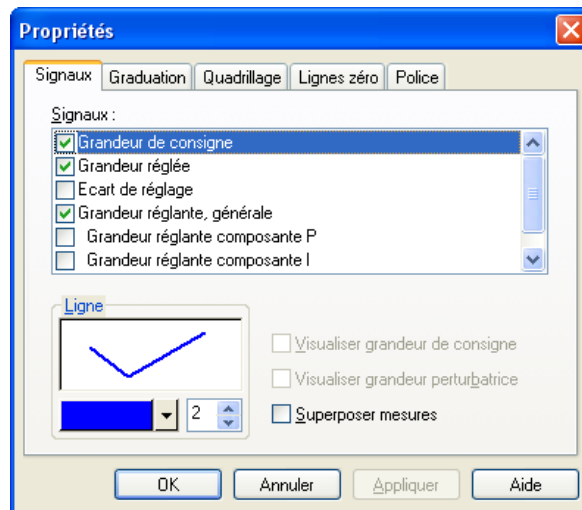 Propriétés
Signaux Graduation Quadrillage Lignes zéro Police
Signaux :
Grandeur de consigne
Grandeur réglée
Ecart de réglage
Grandeur réglante, générale
Grandeur réglante composante P
Grandeur réglante composante I
Ligne
Visualiser grandeur de consigne
Visualiser grandeur perturbatrice
2
Superposer mesures
OK Annuler Appliquer Aide